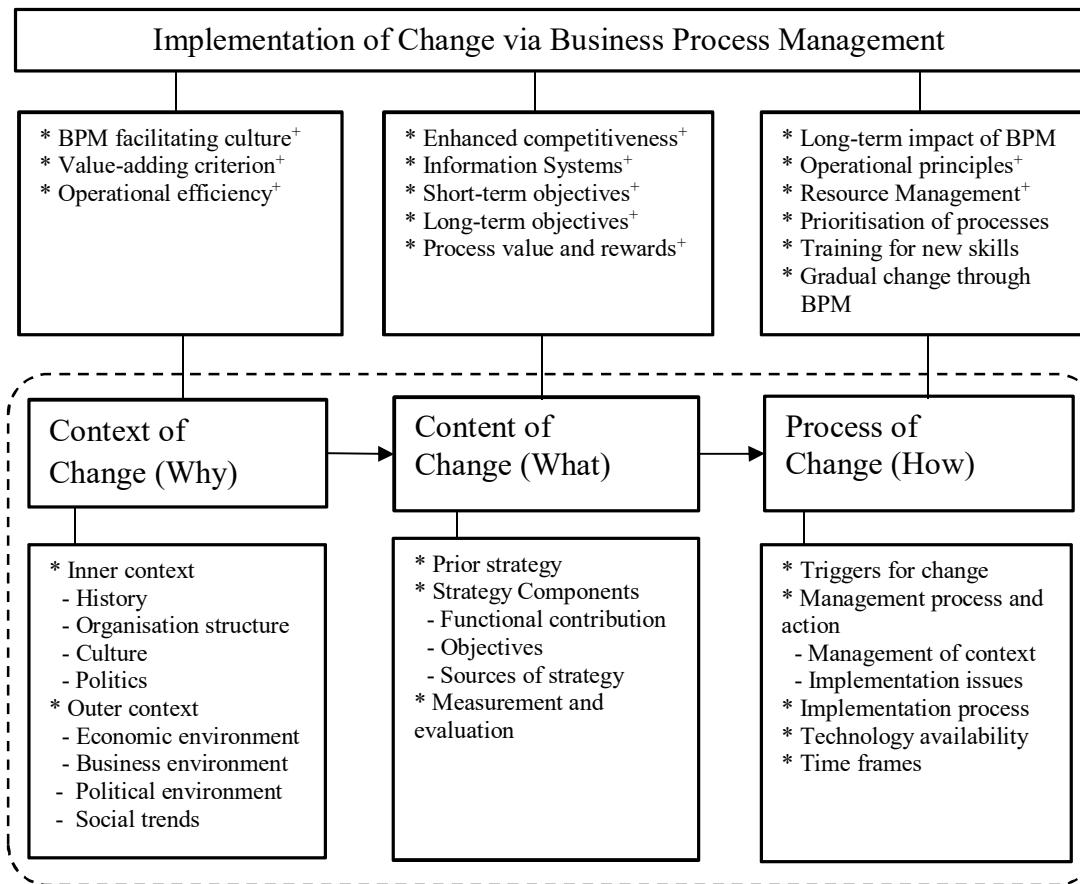 Implementation of Change via Business Process Management
* BPM facilitating culture+
* Value-adding criterion+
* Operational efficiency+
* Enhanced competitiveness+
* Information Systems+
* Short-term objectives+
* Long-term objectives+
* Process value and rewards+
* Long-term impact of BPM
* Operational principles+
* Resource Management+
* Prioritisation of processes
* Training for new skills
* Gradual change through
BPM
Context of
Change (Why)
Content of
Change (What)
Process of
Change (How)
* Inner context
- History
- Organisation structure
- Culture
- Politics
* Outer context
- Economic environment
- Business environment
- Political environment
- Social trends
* Prior strategy
* Strategy Components
- Functional contribution
- Objectives
- Sources of strategy
* Measurement and
evaluation
* Triggers for change
* Management process and
action
- Management of context
- Implementation issues
* Implementation process
* Technology availability
* Time frames